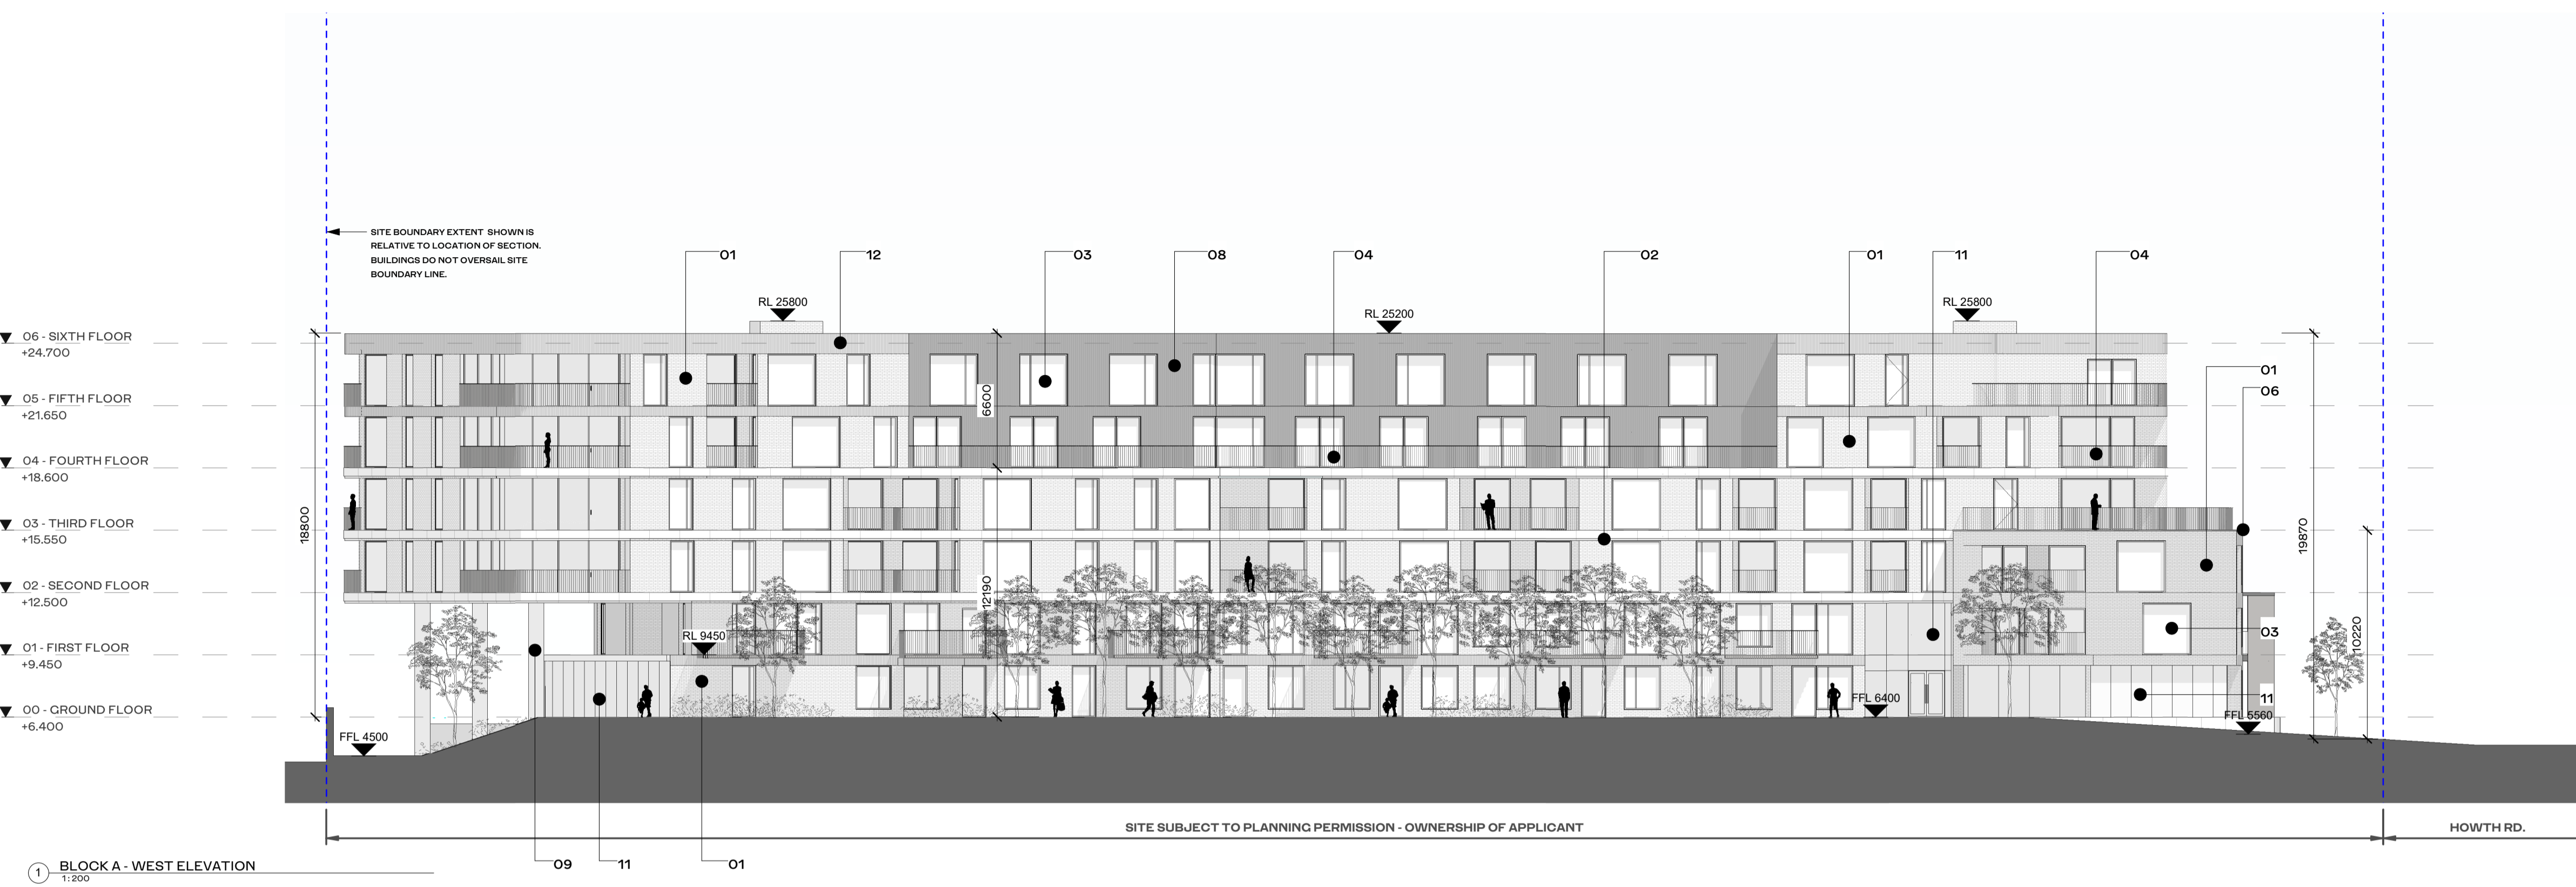 SITE BOUNDARY EXTENT SHOWN IS
RELATIVE TO LOCATION OF SECTION.
BUILDINGS DO NOT OVERSAIL SITE
BOUNDARY LINE.
01
12
03
08
04
02
01
11
04
RL 25800
RL 25200
RL 25800
06 - SIXTH FLOOR
+24.700
05 - FIFTH FLOOR
+21.650
04 - FOURTH FLOOR
+18.600
03 - THIRD FLOOR
+15.550
02 - SECOND FLOOR
+12.500
01 - FIRST FLOOR
+9.450
00 - GROUND FLOOR
+6.400
18800
6600
12190
19870
10220
01
06
03
11
RL 9450
FFL 4500
FFL 6400
FFL 5560
SITE SUBJECT TO PLANNING PERMISSION - OWNERSHIP OF APPLICANT
HOWTH RD.
09
11
01
1
BLOCK A - WEST ELEVATION
1:200